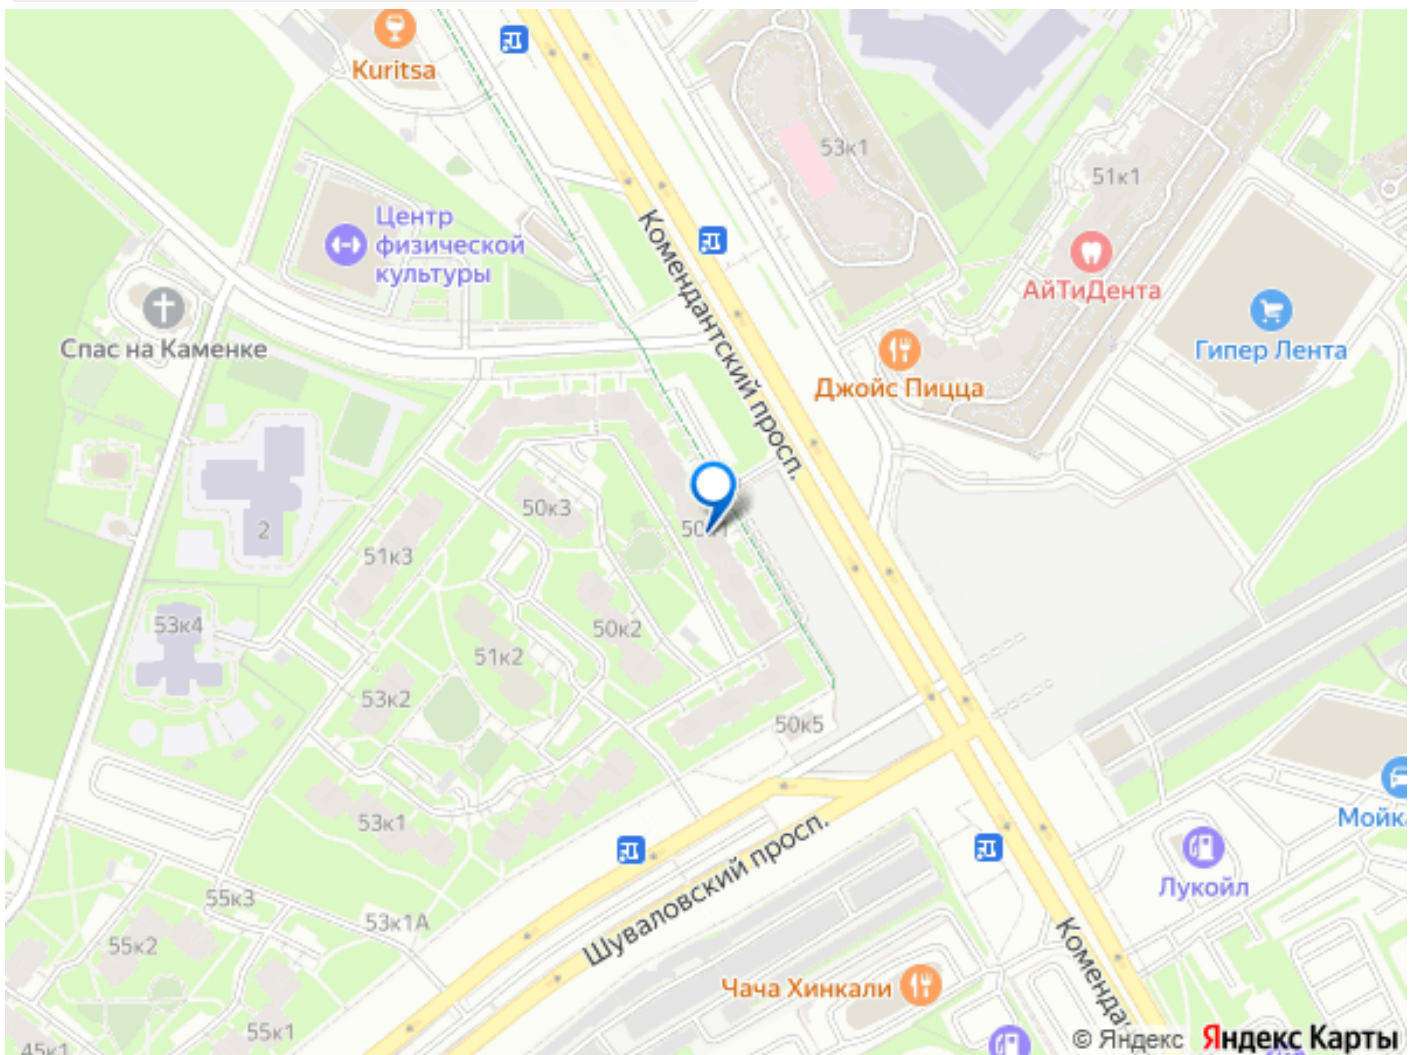 Kuritsa
53к1
51к1
Центр
физической
культуры
АйТиДента
Спас на Каменке
Гипер Лента
Джойс Пицца
Комендантский просп.
50к3
2
51к3
53к4
50к2
51к2
53к2
50к5
53к1
Мойк
Лукойл
Шуваловский просп.
55к3
53к1А
55к2
Чача Хинкали
55к1
45к1
Коменда
© Яндекс Яндекс Карты